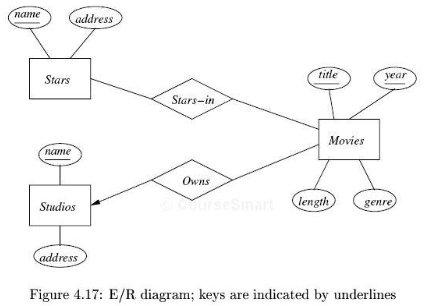 name
address
Stars
Stars-in
title
year
Movies
name
Owns
Studios
length
genre
address
© CourseSmart
Figure 4.17: E/R diagram; keys are indicated by underlines